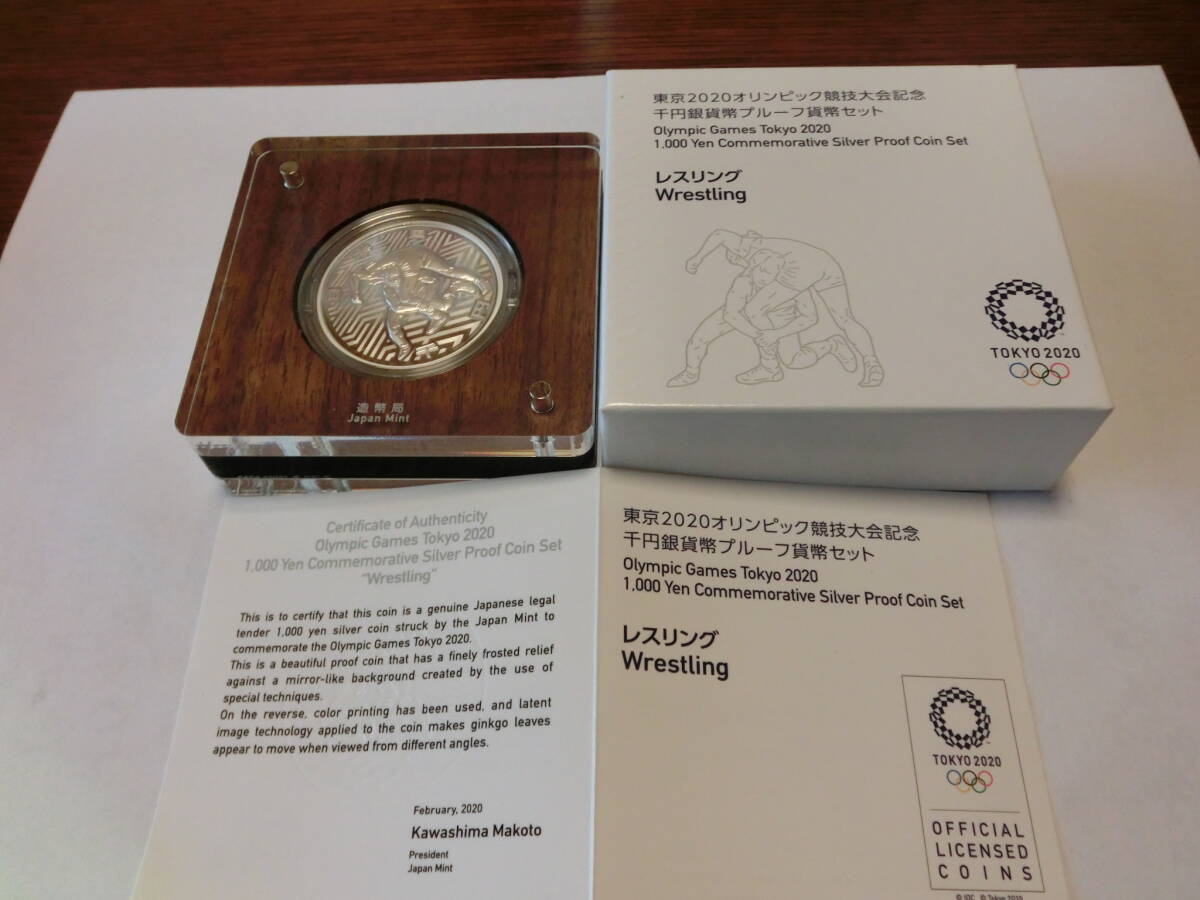 東京2020オリンピック競技大会記念
千円銀貨幣プルーフ貨幣セット
Olympic Games Tokyo 2020
1,000 Yen Commemorative Silver Proof Coin Set
レスリング
Wrestling
TOKYO 2020
造幣局
Japan Mint
Certificate of Authenticity
Olympic Games Tokyo 2020
1,000 Yen Commemorative Silver Proof Coin Set
“Wrestling”
This is to certify that this coin is a genuine Japanese legal
tender 1,000 yen silver coin struck by the Japan Mint to
commemorate the Olympic Games Tokyo 2020.
This is a beautiful proof coin that has a finely frosted relief
against a mirror-like background created by the use of
special techniques.
On the reverse, color printing has been used, and latent
image technology applied to the coin makes ginkgo leaves
appear to move when viewed from different angles.
February, 2020
Kawashima Makoto
President
Japan Mint
東京2020オリンピック競技大会記念
千円銀貨幣プルーフ貨幣セット
Olympic Games Tokyo 2020
1,000 Yen Commemorative Silver Proof Coin Set
レスリング
Wrestling
TOKYO 2020
OFFICIAL
LICENSED
COINS